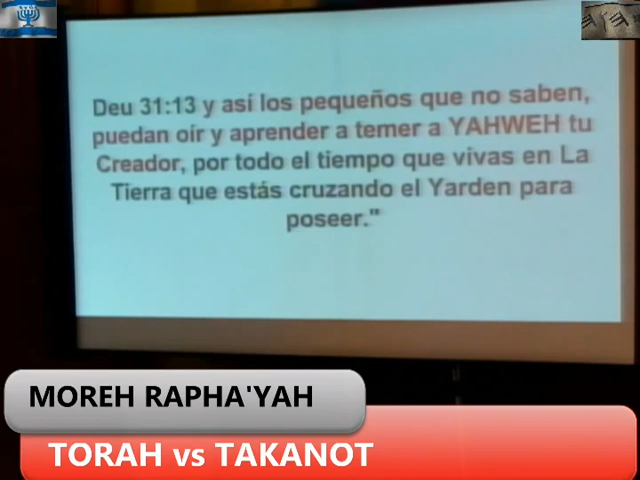 Deu 31:13 y así los pequeños que no saben,
puedan oír y aprender a temer a YAHWEH tu
Creador, por todo el tiempo que vivas en La
Tierra que estás cruzando el Yarden para
poseer."
MOREH RAPHA'YAH
TORAH vs TAKANOT